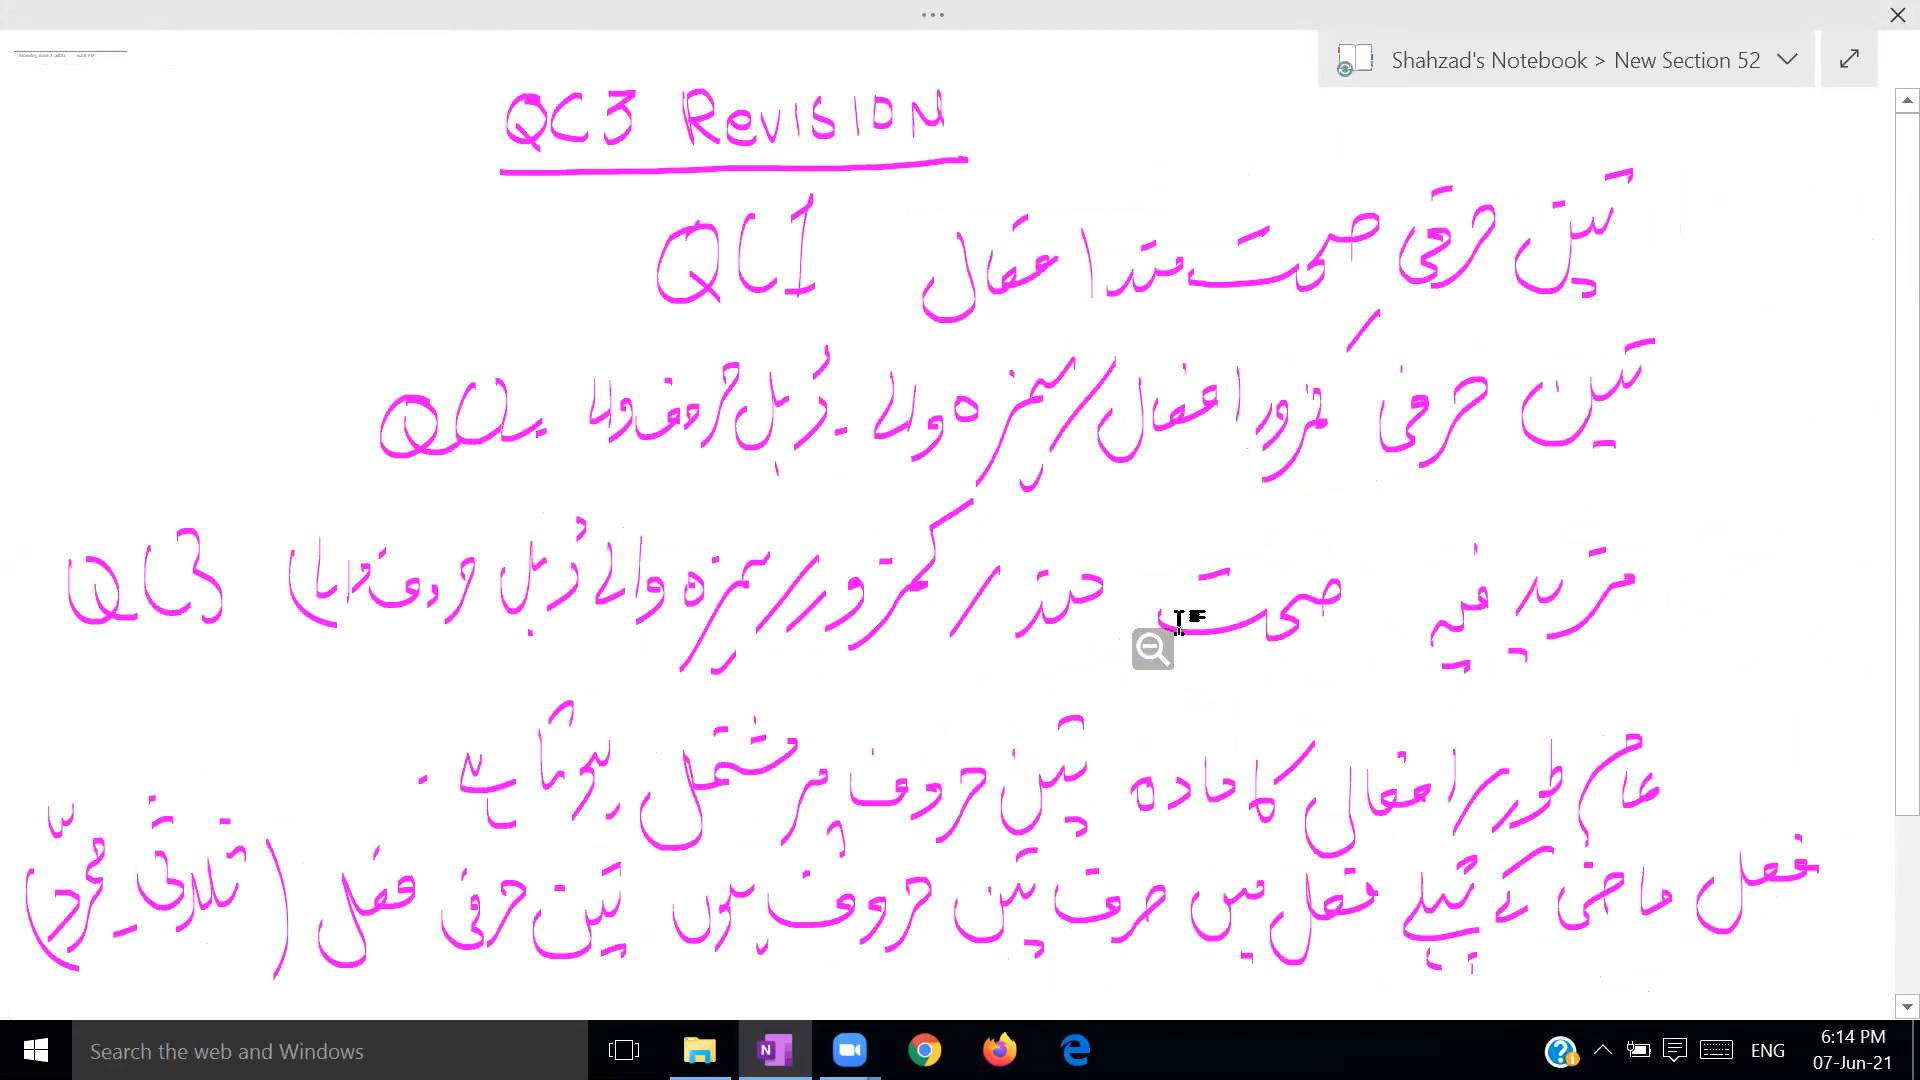 Shahzad's Notebook > New Section 52
QC3 Revision
تین حرفی صحت مند افعال QC1
تین حرفی کمزور افعال / ہمزہ والے ۔ ڈبل حروف والے QC2
مزید فیہ صحت مند / کمزور / ہمزہ والے ڈبل حروف والے) QC3
عام طور پر افعال کا مادہ تین حروف پر مشتمل ہوتا ہے ۔
فعل ماضی کے پہلے فعل میں صرف تین حروف ہوں تین حرفی فعل (ثلاثی مجرّد)
Search the web and Windows
ENG
6:14 PM
07-Jun-21